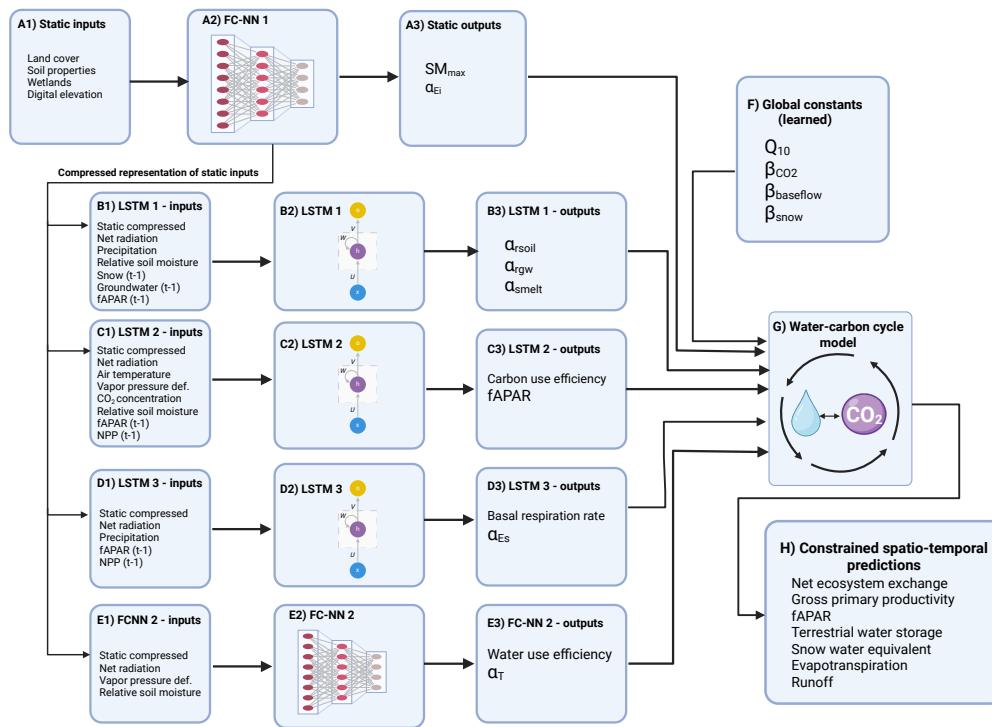 A1) Static inputs
Land cover
Soil properties
Wetlands
Digital elevation
A2) FC-NN 1
A3) Static outputs
SMmax
αEi
F) Global constants
(learned)
Q10
βCO2
βbaseflow
βsnow
Compressed representation of static inputs
B1) LSTM 1 - inputs
Static compressed
Net radiation
Precipitation
Relative soil moisture
Snow (t-1)
Groundwater (t-1)
fAPAR (t-1)
B2) LSTM 1
o
V
W
h
U
x
B3) LSTM 1 - outputs
αrsoil
αrgw
αsmelt
C1) LSTM 2 - inputs
Static compressed
Net radiation
Air temperature
Vapor pressure def.
CO2 concentration
Relative soil moisture
fAPAR (t-1)
NPP (t-1)
C2) LSTM 2
o
V
W
h
U
x
C3) LSTM 2 - outputs
Carbon use efficiency
fAPAR
G) Water-carbon cycle
model
CO2
D1) LSTM 3 - inputs
Static compressed
Net radiation
Precipitation
fAPAR (t-1)
NPP (t-1)
D2) LSTM 3
o
V
W
h
U
x
D3) LSTM 3 - outputs
Basal respiration rate
αEs
E1) FCNN 2 - inputs
Static compressed
Net radiation
Vapor pressure def.
Relative soil moisture
E2) FC-NN 2
E3) FC-NN 2 - outputs
Water use efficiency
αT
H) Constrained spatio-temporal
predictions
Net ecosystem exchange
Gross primary productivity
fAPAR
Terrestrial water storage
Snow water equivalent
Evapotranspiration
Runoff